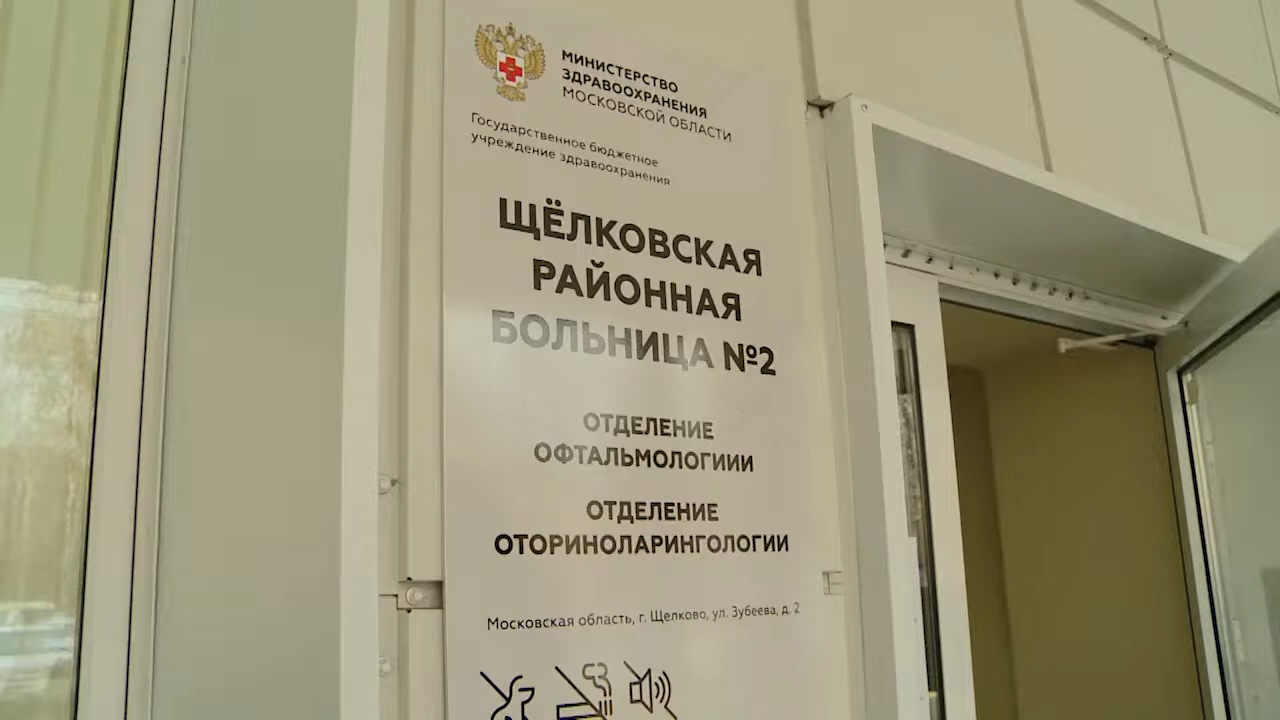 МИНИСТЕРСТВО
ЗДРАВООХРАНЕНИЯ
МОСКОВСКОЙ ОБЛАСТИ
Государственное бюджетное
учреждение здравоохранения
ЩЁЛКОВСКАЯ
РАЙОННАЯ
БОЛЬНИЦА №2
ОТДЕЛЕНИЕ
ОФТАЛЬМОЛОГИИИ
ОТДЕЛЕНИЕ
ОТОРИНОЛАРИНГОЛОГИИ
Московская область, г. Щелково, ул. Зубеева, д. 2